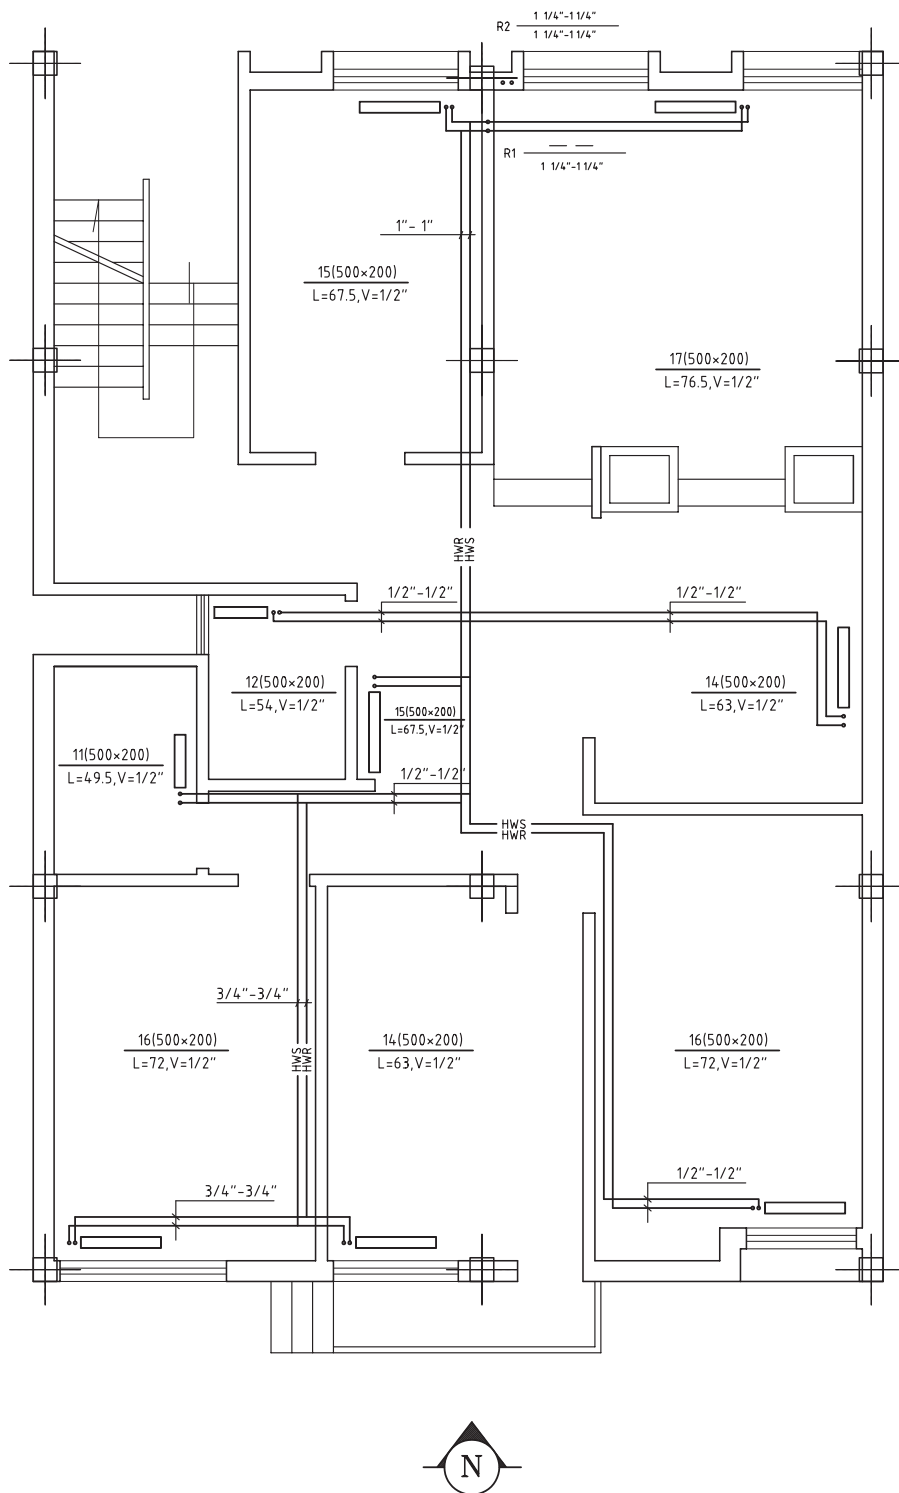 1 1/4"-1 1/4"
R2
1 1/4"-1 1/4"
R1
1 1/4"-1 1/4"
1"- 1"
15(500×200)
L=67.5,V=1/2"
17(500×200)
L=76.5,V=1/2"
HWR
HWS
1/2"-1/2"
1/2"-1/2"
12(500×200)
L=54,V=1/2"
14(500×200)
L=63,V=1/2"
15(500×200)
L=67.5,V=1/2"
11(500×200)
L=49.5,V=1/2"
1/2"-1/2"
HWS
HWR
3/4"-3/4"
16(500×200)
L=72,V=1/2"
HWS
HWR
14(500×200)
L=63,V=1/2"
16(500×200)
L=72,V=1/2"
1/2"-1/2"
3/4"-3/4"
N